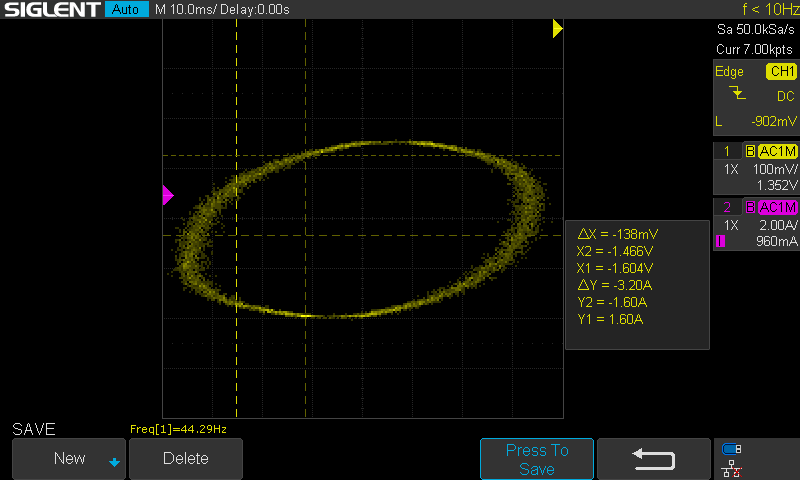 SIGLENT Auto M 10.0ms/ Delay:0.00s f < 10Hz
Sa 50.0kSa/s
Curr 7.00kpts
Edge CH1
DC
L -902mV
1 B AC1M
1X 100mV/
1.352V
2 B AC1M
1X 2.00A/
I 960mA
ΔX = -138mV
X2 = -1.466V
X1 = -1.604V
ΔY = -3.20A
Y2 = -1.60A
Y1 = 1.60A
SAVE Freq[1]=44.29Hz
New Delete Press To
Save